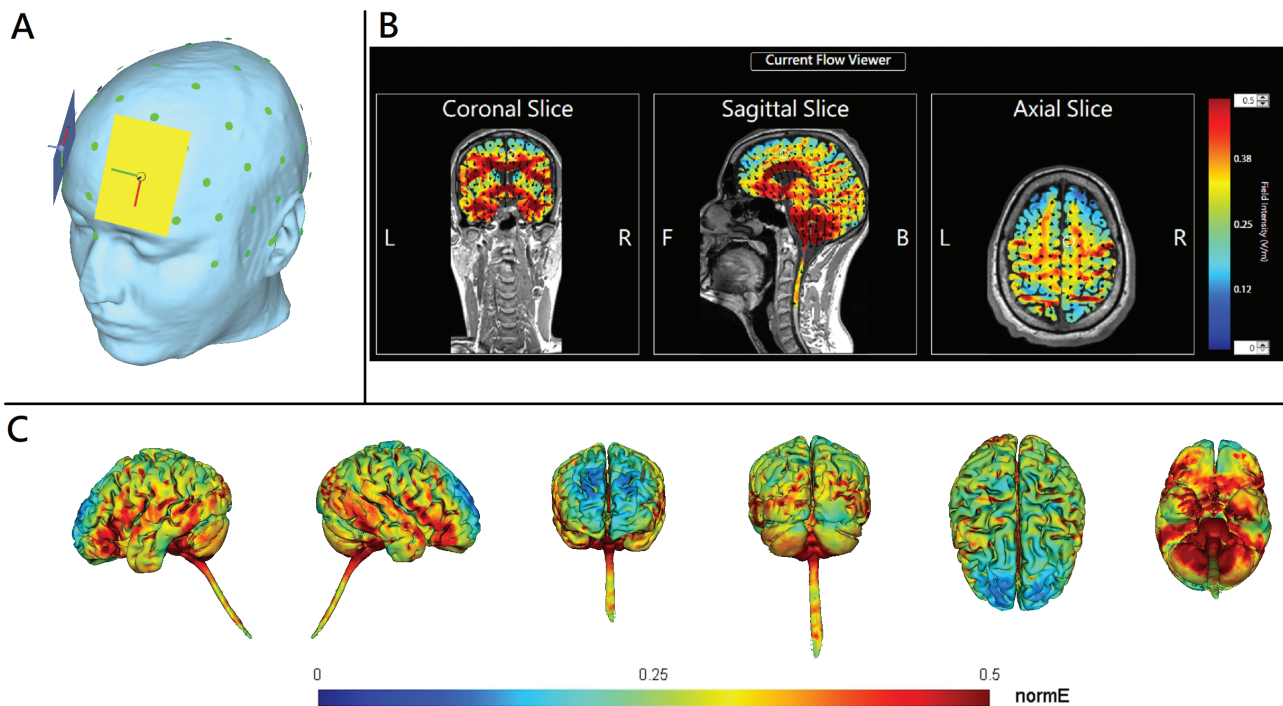 A
B
Current Flow Viewer
Coronal Slice
Sagittal Slice
Axial Slice
L
R
F
B
L
R
0.5
0.38
0.25
0.12
0
Field Intensity (V/m)
C
0
0.25
0.5
normE